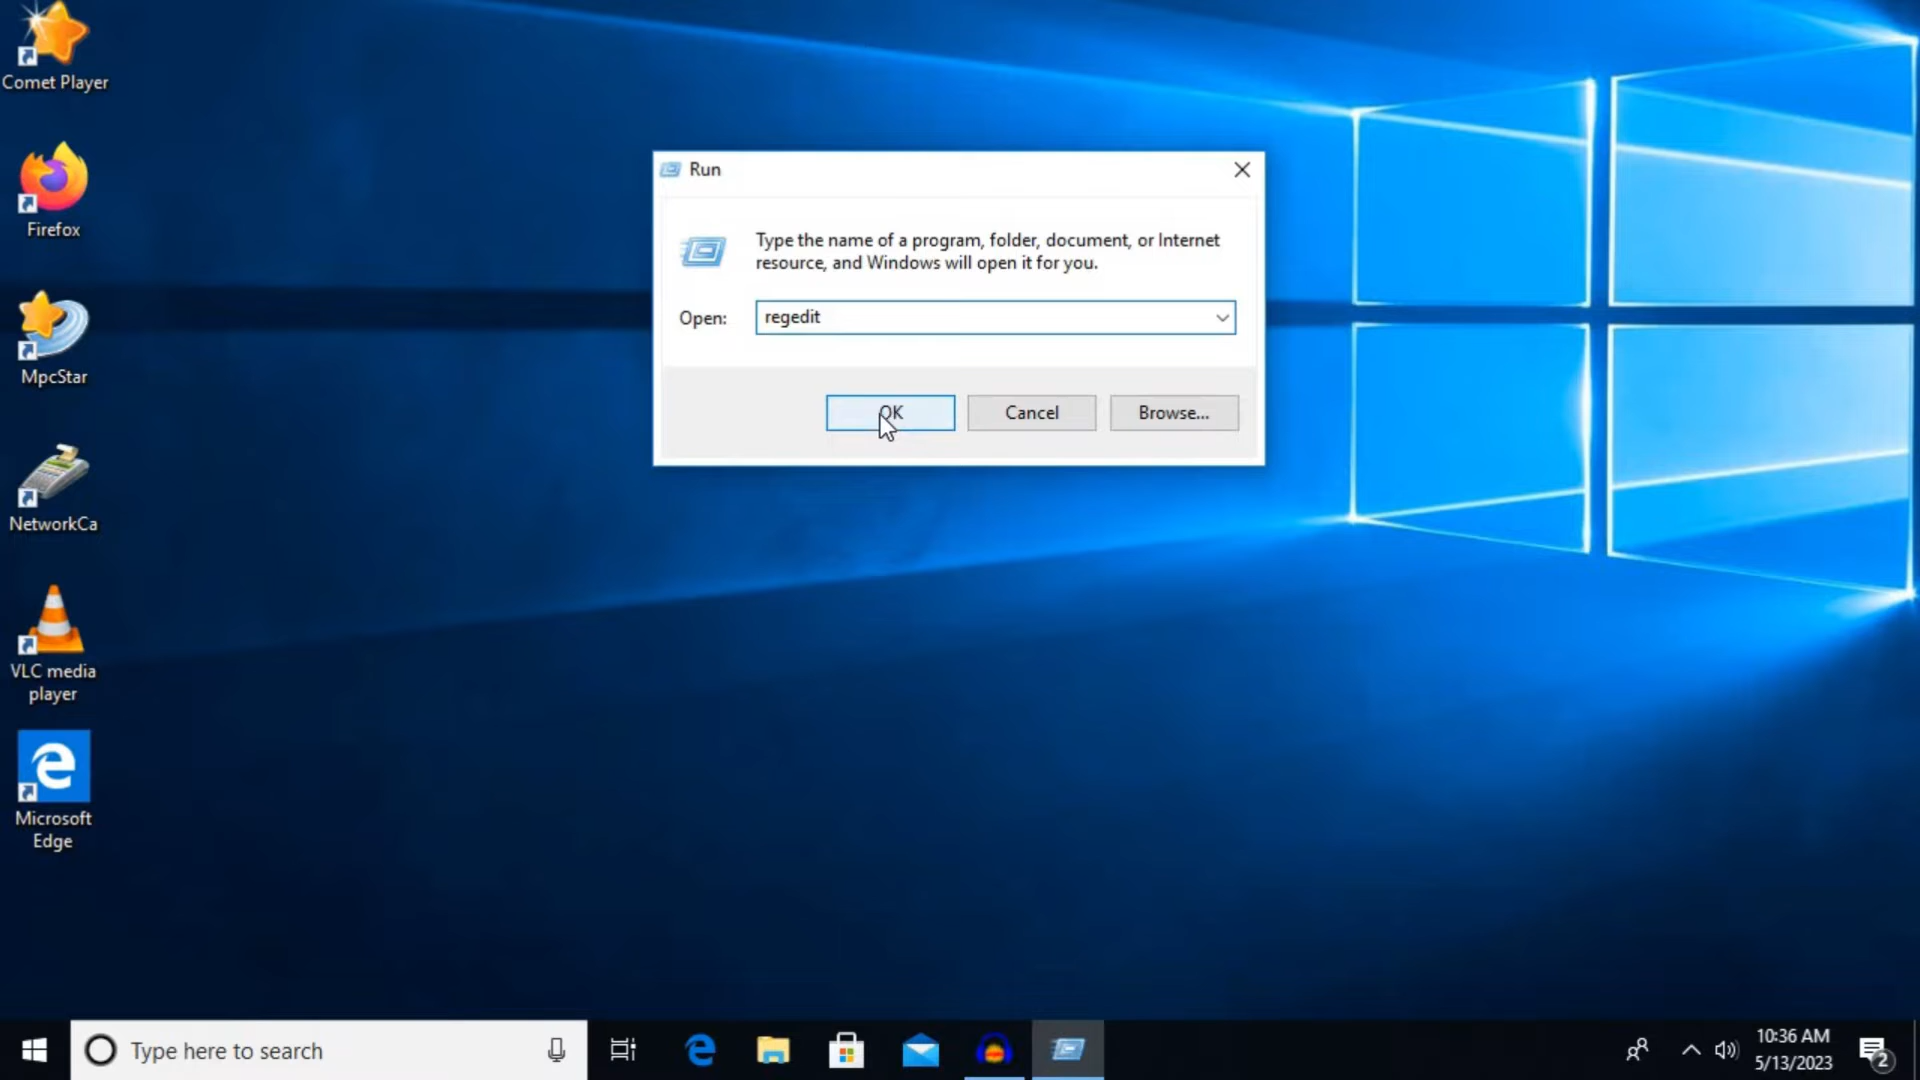 Comet Player
Firefox
MpcStar
NetworkCa
VLC media
player
Microsoft
Edge
Run
Type the name of a program, folder, document, or Internet
resource, and Windows will open it for you.
Open:
regedit
OK
Cancel
Browse...
Type here to search
10:36 AM
5/13/2023
2